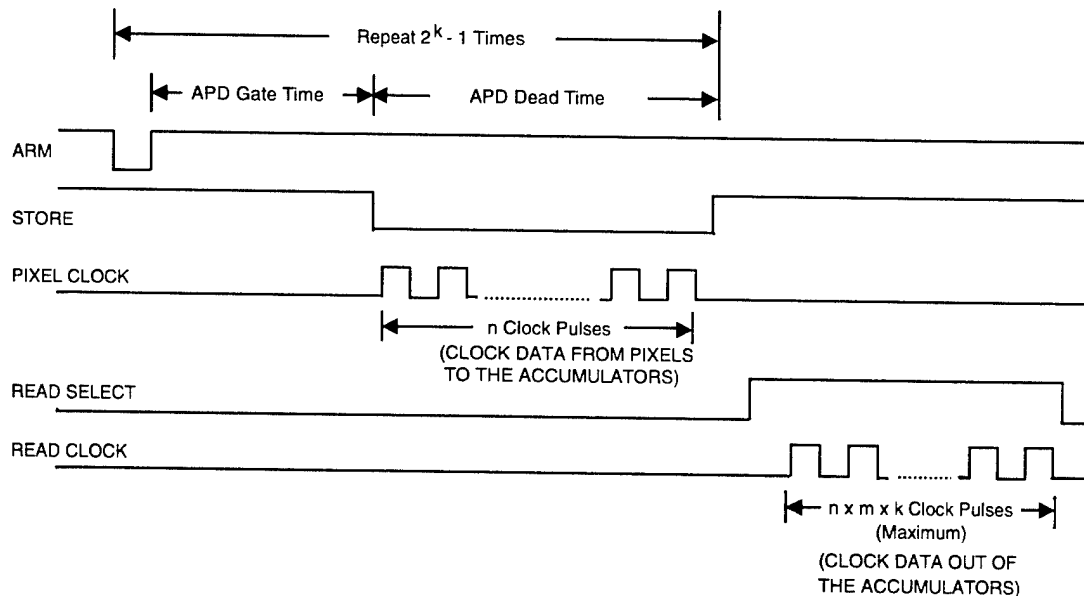 Repeat 2^k - 1 Times
APD Gate Time
APD Dead Time
ARM
STORE
PIXEL CLOCK
n Clock Pulses
(CLOCK DATA FROM PIXELS
TO THE ACCUMULATORS)
READ SELECT
READ CLOCK
n x m x k Clock Pulses
(Maximum)
(CLOCK DATA OUT OF
THE ACCUMULATORS)